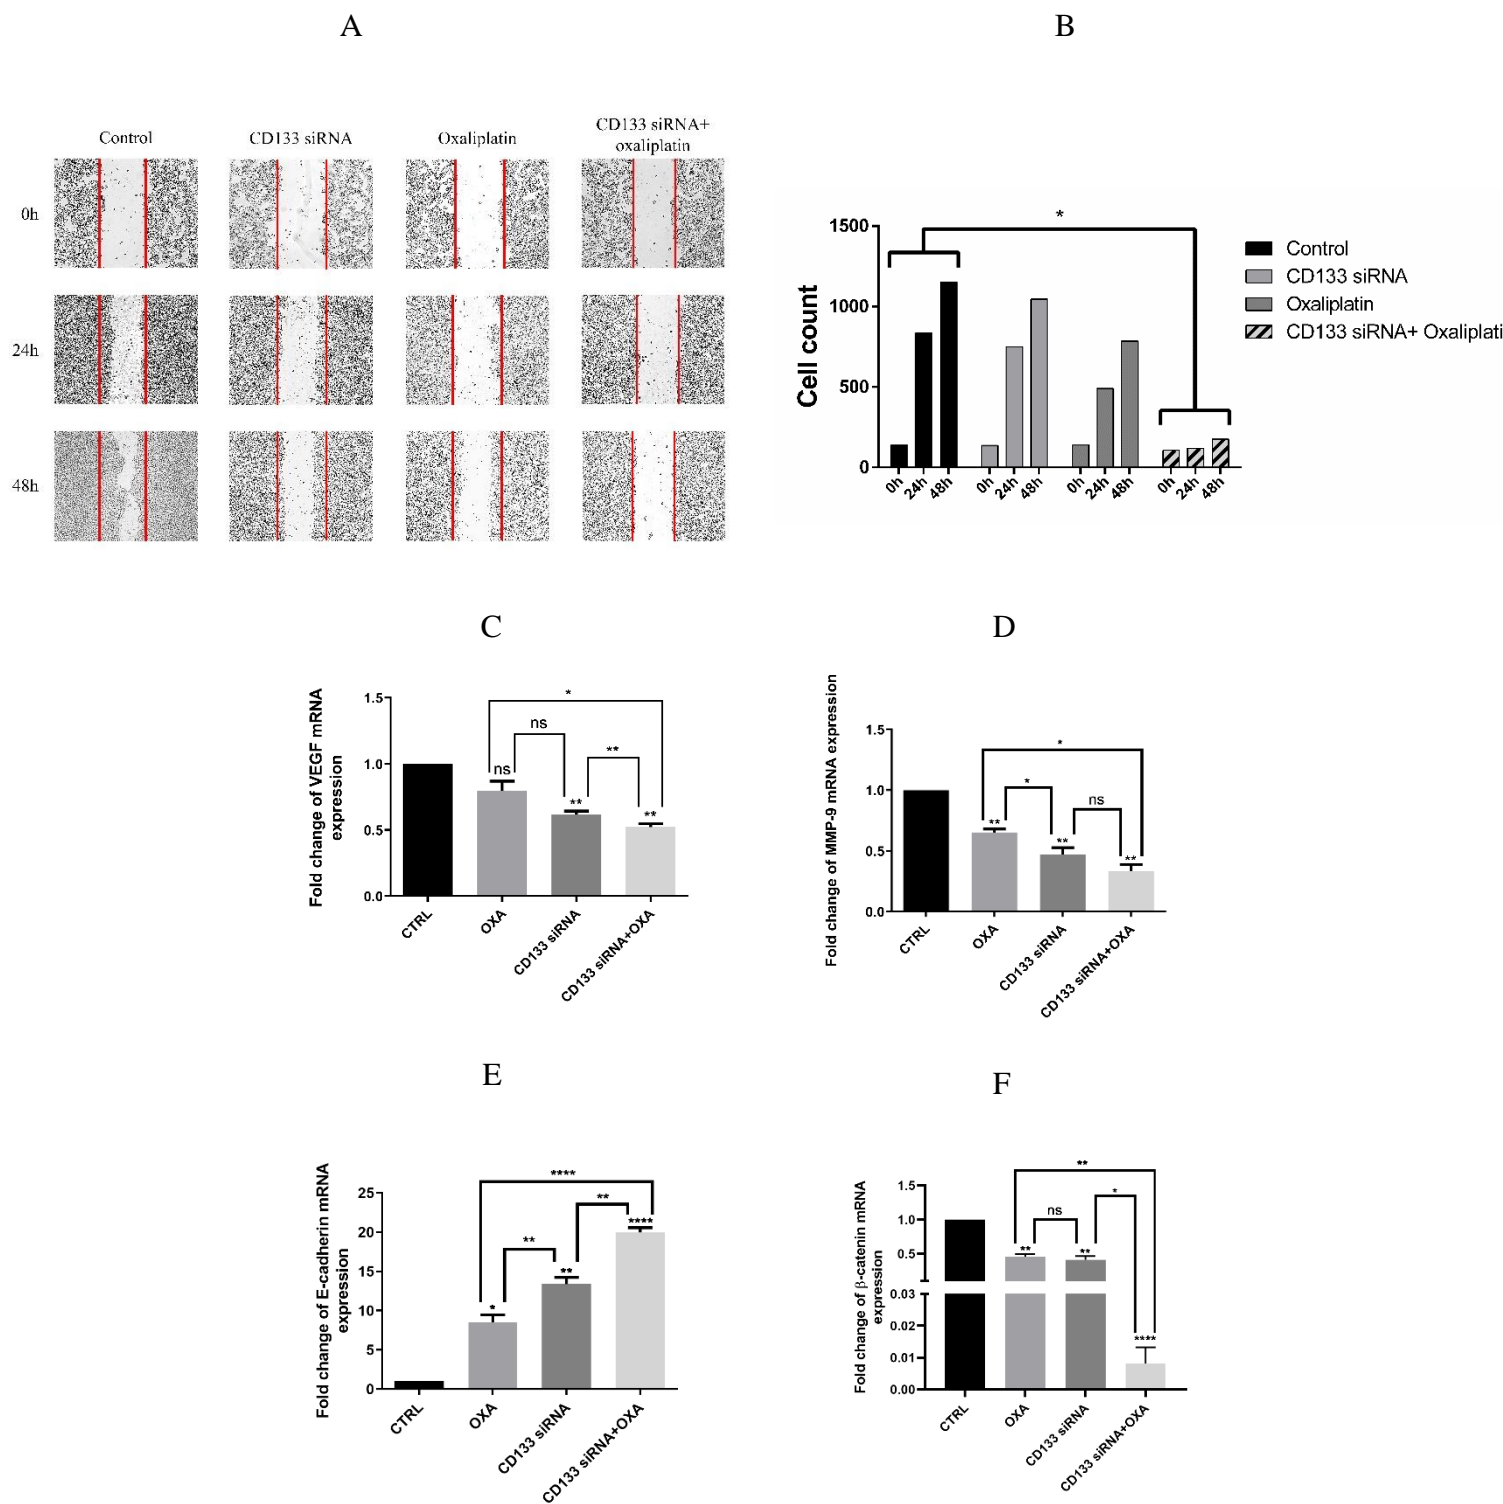 A
B
Control
CD133 siRNA
Oxaliplatin
CD133 siRNA+
oxaliplatin
0h
24h
48h
*
1500
1000
500
0
Cell count
0h
24h
48h
0h
24h
48h
0h
24h
48h
0h
24h
48h
Control
CD133 siRNA
Oxaliplatin
CD133 siRNA+ Oxaliplati
C
Fold change of VEGF mRNA
expression
1.5
1.0
0.5
0.0
*
ns
**
ns
**
**
CTRL
OXA
CD133 siRNA
CD133 siRNA+OXA
D
Fold change of MMP-9 mRNA expression
1.5
1.0
0.5
0.0
*
*
ns
**
**
**
CTRL
OXA
CD133 siRNA
CD133 siRNA+OXA
E
Fold change of E-cadherin mRNA
expression
25
20
15
10
5
0
****
**
**
*
**
****
CTRL
OXA
CD133 siRNA
CD133 siRNA+OXA
F
Fold change of β-catenin mRNA
expression
1.5
1.0
0.5
0.03
0.02
0.01
0.00
**
*
ns
**
**
****
CTRL
OXA
CD133 siRNA
CD133 siRNA+OXA